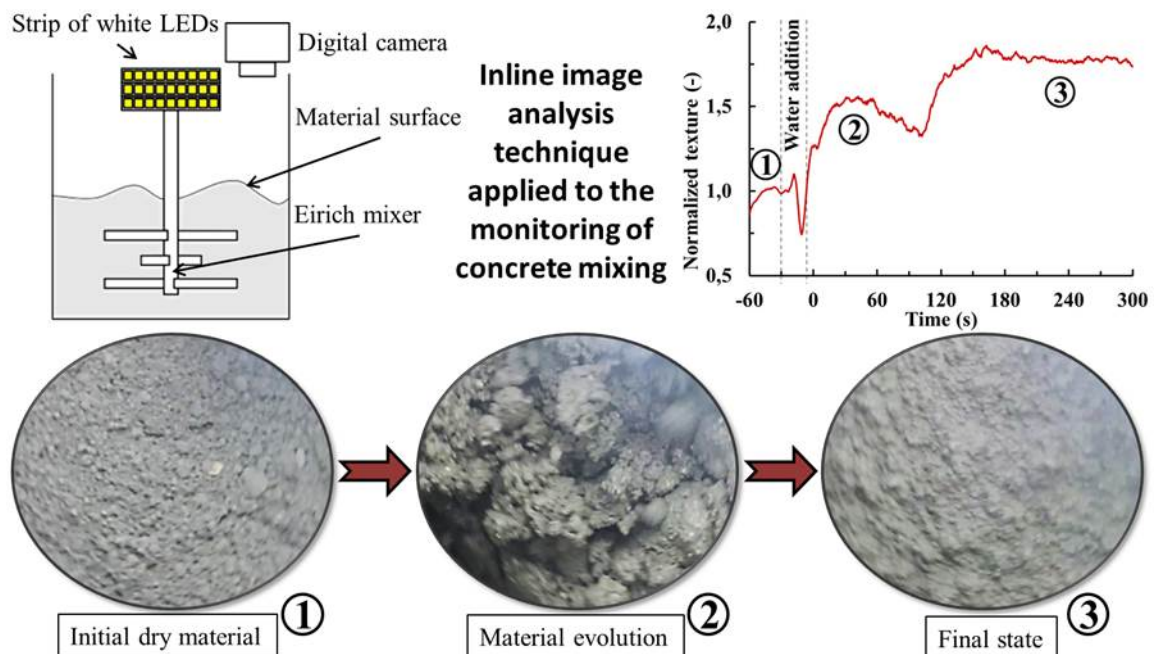 Strip of white LEDs
Digital camera
Material surface
Eirich mixer
Inline image
analysis
technique
applied to the
monitoring of
concrete mixing
Normalized texture (-)
2,0
1,5
1,0
0,5
Water addition
①
②
③
-60 0 60 120 180 240 300
Time (s)
①
②
③
Initial dry material
Material evolution
Final state